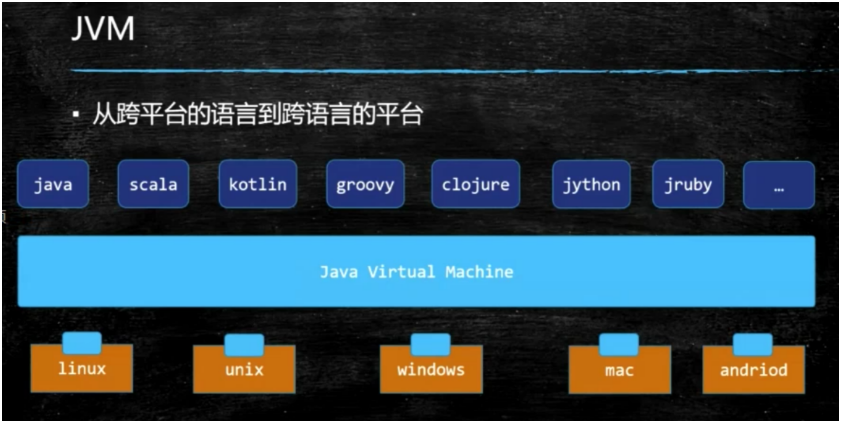 JVM
▪ 从跨平台的语言到跨语言的平台
java scala kotlin groovy clojure jython jruby …
Java Virtual Machine
linux unix windows mac andriod